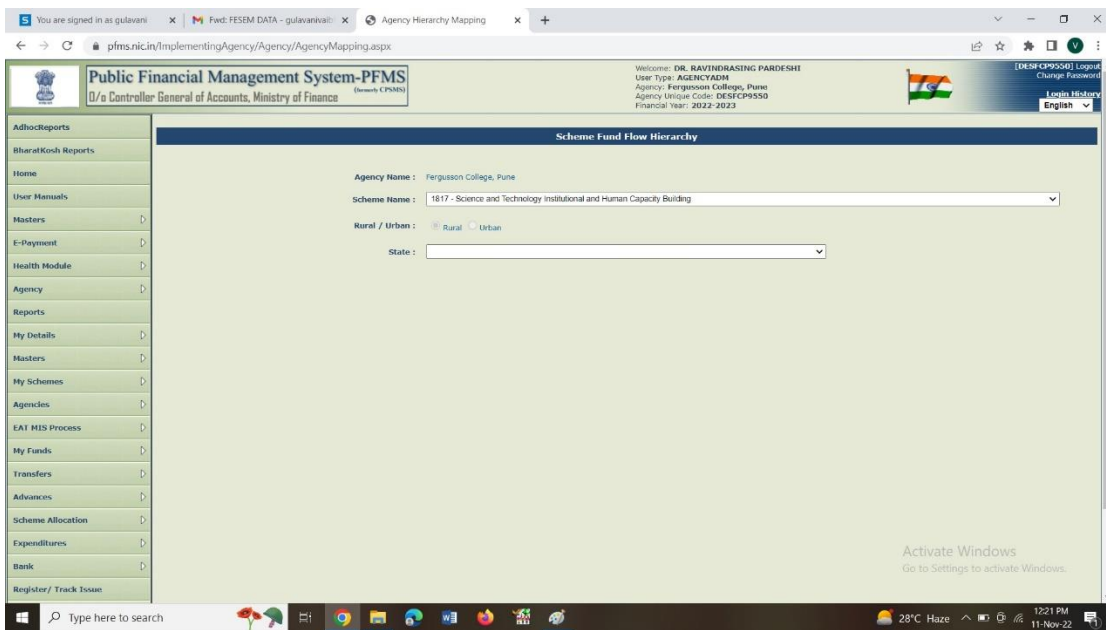 You are signed in as gulavani
Fwd: FESEM DATA - gulavanivaib
Agency Hierarchy Mapping
pfms.nic.in/ImplementingAgency/Agency/AgencyMapping.aspx
Public Financial Management System-PFMS
(formerly CPSMS)
O/o Controller General of Accounts, Ministry of Finance
Welcome: DR. RAVINDRASING PARDESHI
User Type: AGENCYADM
Agency: Fergusson College, Pune
Agency Unique Code: DESFCP9550
Financial Year: 2022-2023
[DESFCP9550] Logout
Change Password
Login History
English
AdhocReports
BharatKosh Reports
Home
User Manuals
Masters
E-Payment
Health Module
Agency
Reports
My Details
Masters
My Schemes
Agencies
EAT MIS Process
My Funds
Transfers
Advances
Scheme Allocation
Expenditures
Bank
Register/ Track Issue
Scheme Fund Flow Hierarchy
Agency Name : Fergusson College, Pune
Scheme Name : 1817 - Science and Technology Institutional and Human Capacity Building
Rural / Urban : Rural Urban
State :
Activate Windows
Go to Settings to activate Windows.
Type here to search
28°C Haze
12:21 PM
11-Nov-22